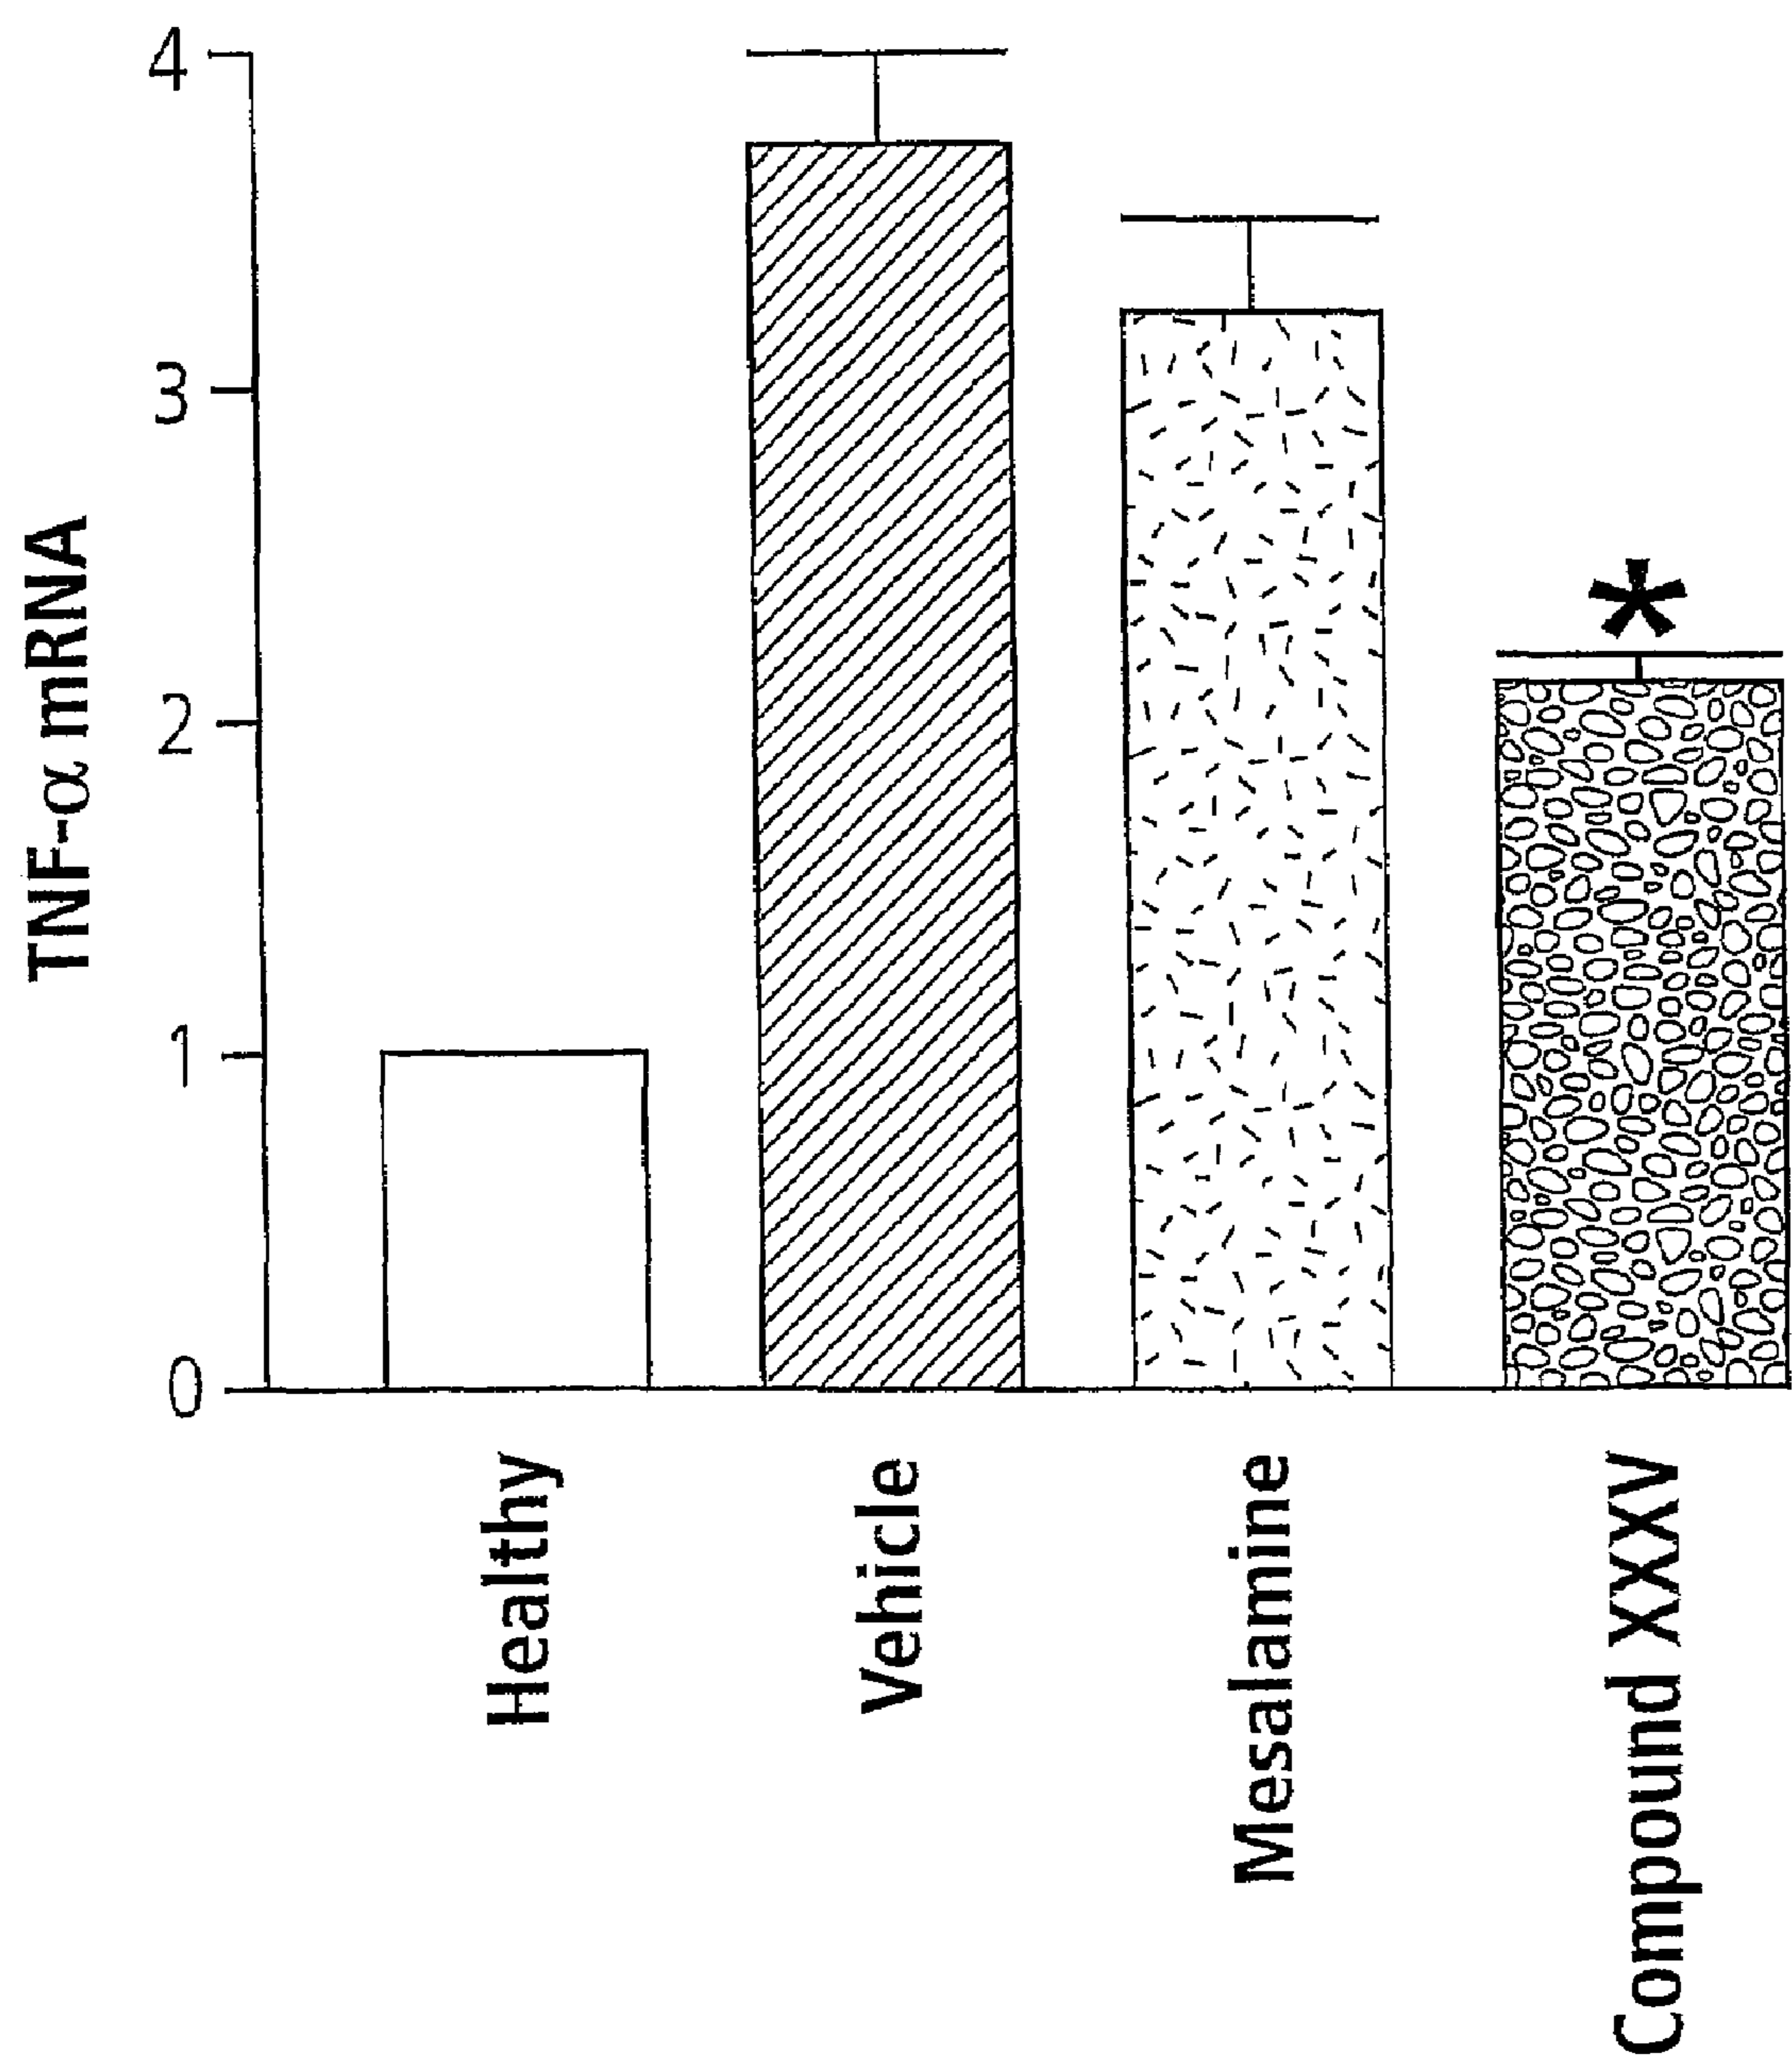 TNF-α mRNA
4
3
2
1
0
*
Healthy
Vehicle
Mesalamine
Compound XXXV